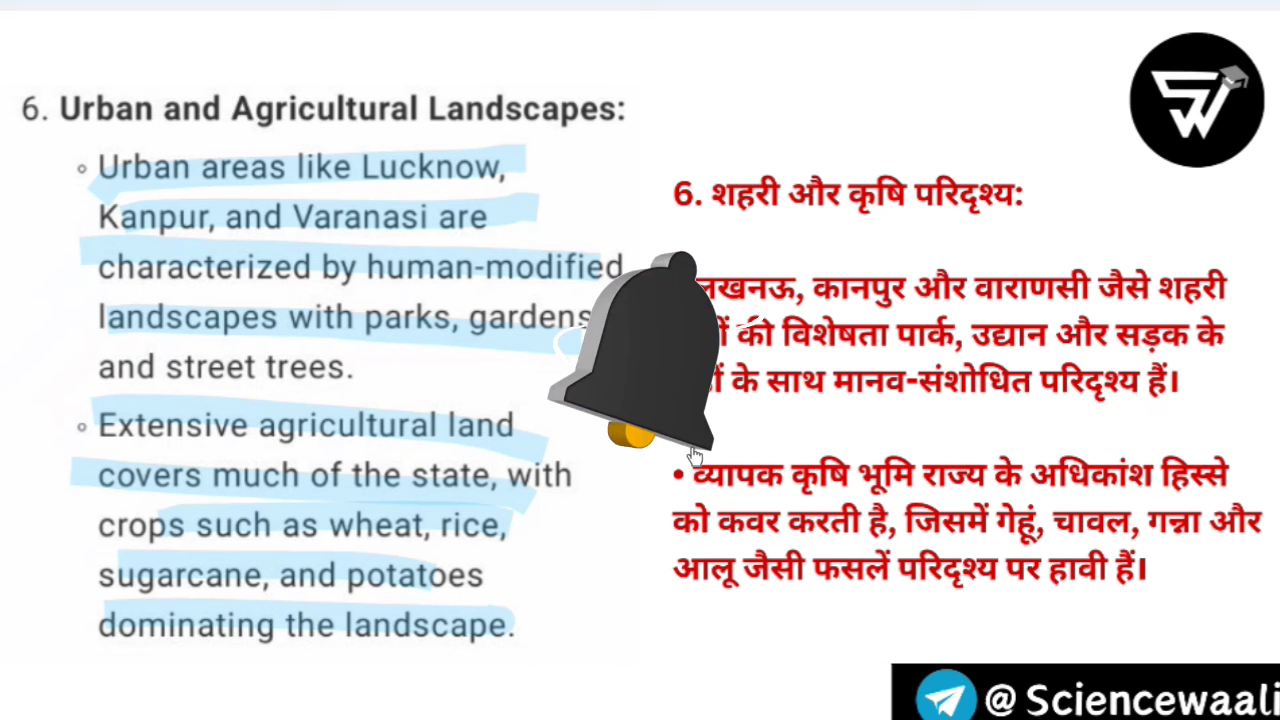 6. Urban and Agricultural Landscapes:
◦ Urban areas like Lucknow,
Kanpur, and Varanasi are
characterized by human-modified
landscapes with parks, gardens
and street trees.
◦ Extensive agricultural land
covers much of the state, with
crops such as wheat, rice,
sugarcane, and potatoes
dominating the landscape.
6. शहरी और कृषि परिदृश्य:
लखनऊ, कानपुर और वाराणसी जैसे शहरी
की विशेषता पार्क, उद्यान और सड़क के
के साथ मानव-संशोधित परिदृश्य हैं।
• व्यापक कृषि भूमि राज्य के अधिकांश हिस्से
को कवर करती है, जिसमें गेहूं, चावल, गन्ना और
आलू जैसी फसलें परिदृश्य पर हावी हैं।
SW
@ Sciencewaali